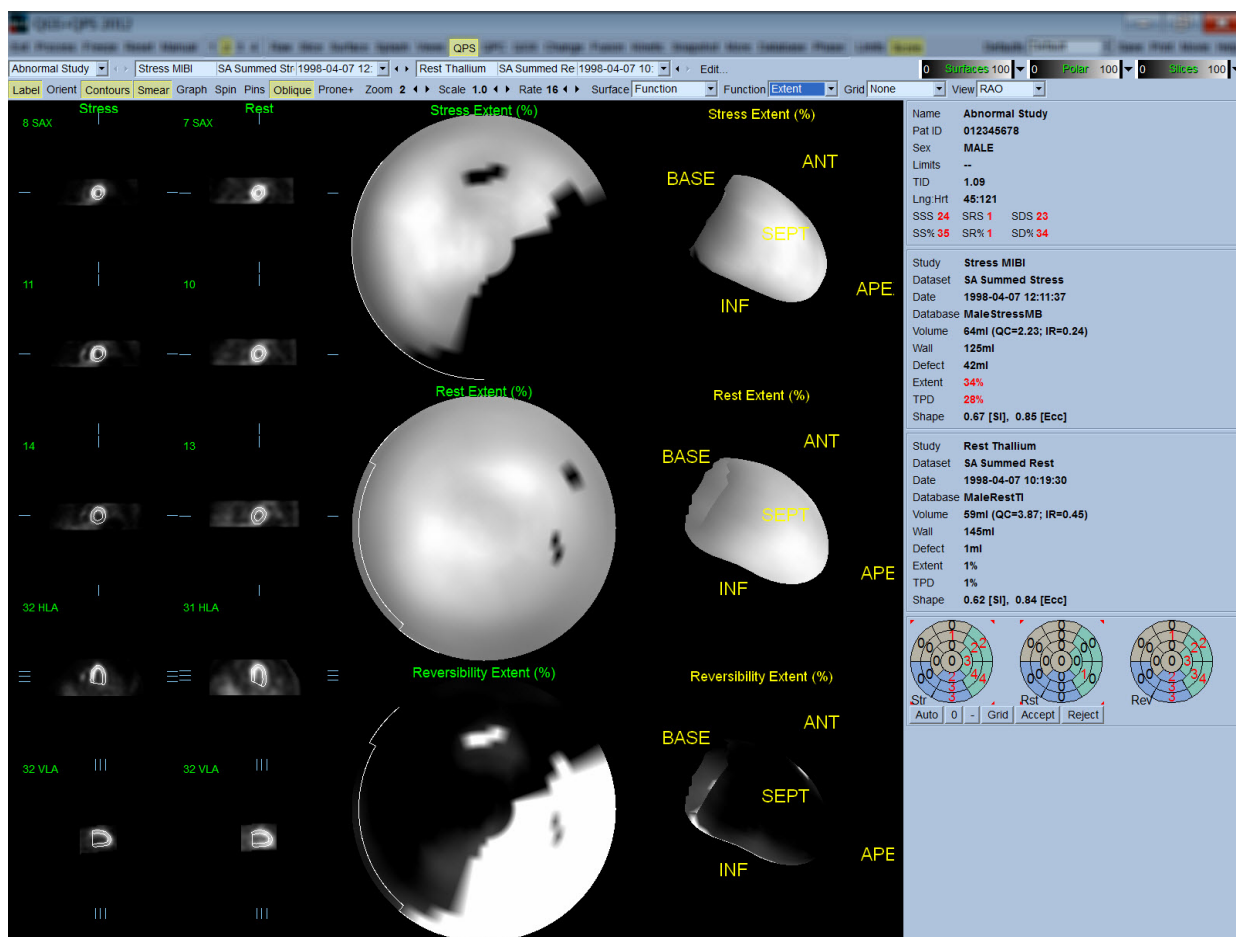 QGS+QPS 2012
QPS
Abnormal Study Stress MIBI SA Summed Str 1998-04-07 12: Rest Thallium SA Summed Re 1998-04-07 10: Edit...
0 Surfaces 100 0 Polar 100 0 Slices 100
Label Orient Contours Smear Graph Spin Pins Oblique Prone+ Zoom 2 Scale 1.0 Rate 16 Surface Function Function Extent Grid None View RAO
Stress Rest
8 SAX 7 SAX
11 10
14 13
32 HLA 31 HLA
32 VLA 32 VLA
Stress Extent (%) Stress Extent (%)
ANT
BASE
SEPT
APE
INF
Rest Extent (%) Rest Extent (%)
ANT
BASE
SEPT
APE
INF
Reversibility Extent (%) Reversibility Extent (%)
ANT
BASE
SEPT
APE
INF
Name Abnormal Study
Pat ID 012345678
Sex MALE
Limits --
TID 1.09
Lng:Hrt 45:121
SSS 24 SRS 1 SDS 23
SS% 35 SR% 1 SD% 34
Study Stress MIBI
Dataset SA Summed Stress
Date 1998-04-07 12:11:37
Database MaleStressMB
Volume 64ml (QC=2.23; IR=0.24)
Wall 125ml
Defect 42ml
Extent 34%
TPD 28%
Shape 0.67 [SI], 0.85 [Ecc]
Study Rest Thallium
Dataset SA Summed Rest
Date 1998-04-07 10:19:30
Database MaleRestTl
Volume 59ml (QC=3.87; IR=0.45)
Wall 145ml
Defect 1ml
Extent 1%
TPD 1%
Shape 0.62 [SI], 0.84 [Ecc]
Str Rst Rev
Auto 0 - Grid Accept Reject